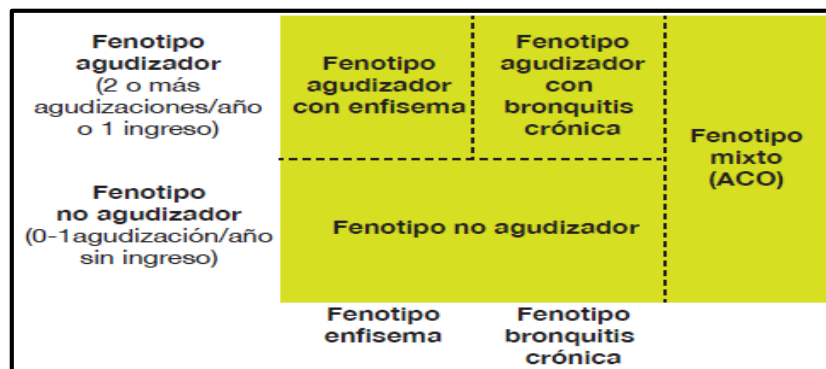 Fenotipo
agudizador
(2 o más
agudizaciones/año
o 1 ingreso)
Fenotipo
agudizador
con enfisema
Fenotipo
agudizador
con
bronquitis
crónica
Fenotipo
mixto
(ACO)
Fenotipo
no agudizador
(0-1agudización/año
sin ingreso)
Fenotipo no agudizador
Fenotipo
enfisema
Fenotipo
bronquitis
crónica